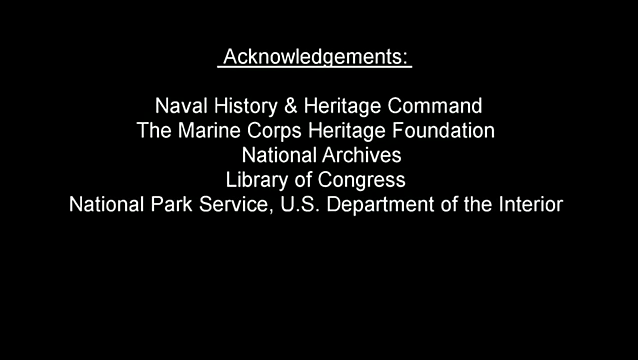 Acknowledgements:
Naval History & Heritage Command
The Marine Corps Heritage Foundation
National Archives
Library of Congress
National Park Service, U.S. Department of the Interior